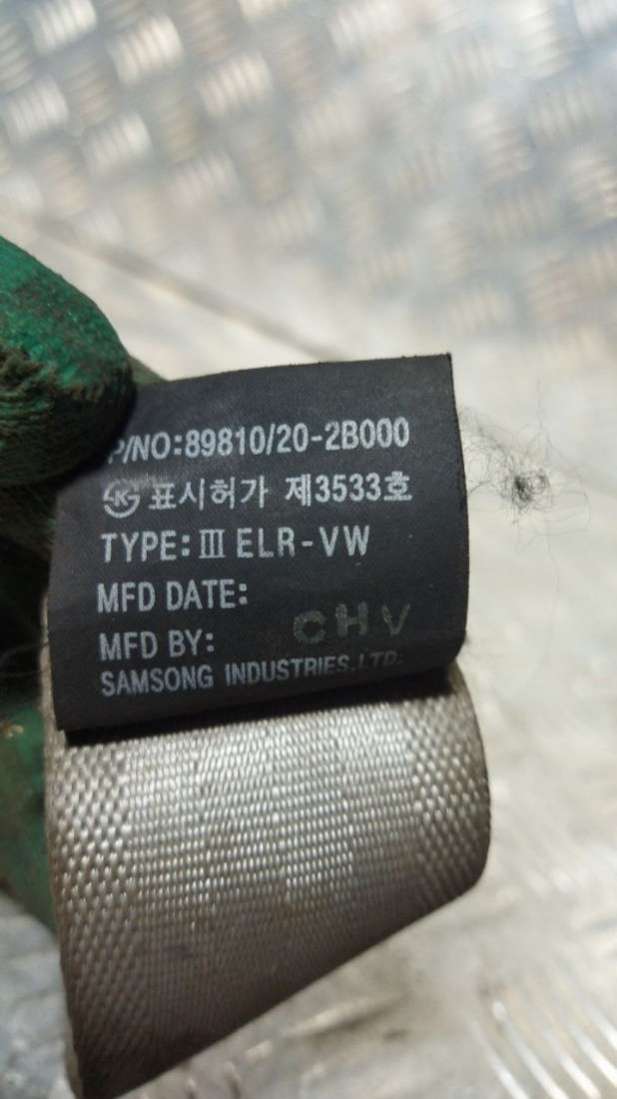 P/NO:89810/20-2B000
표시허가 제3533호
TYPE: III ELR-VW
MFD DATE:
CHV
MFD BY:
SAMSONG INDUSTRIES.LTD.